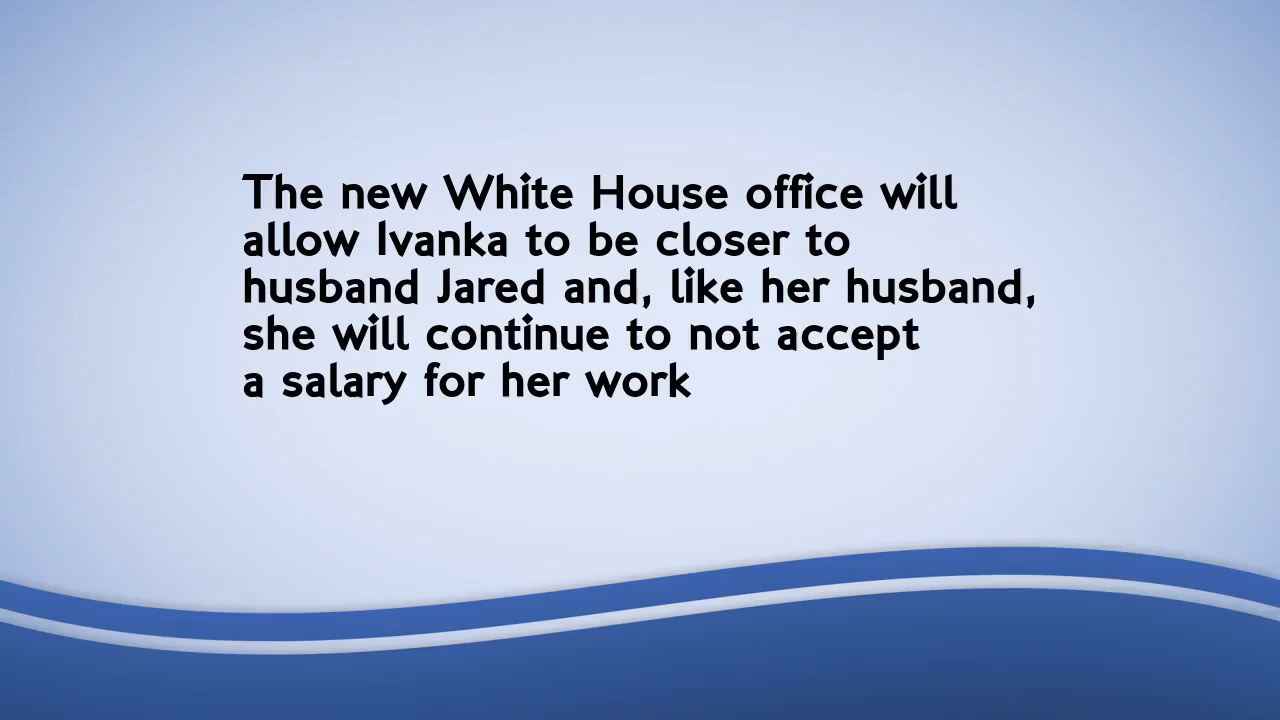 The new White House office will
allow Ivanka to be closer to
husband Jared and, like her husband,
she will continue to not accept
a salary for her work